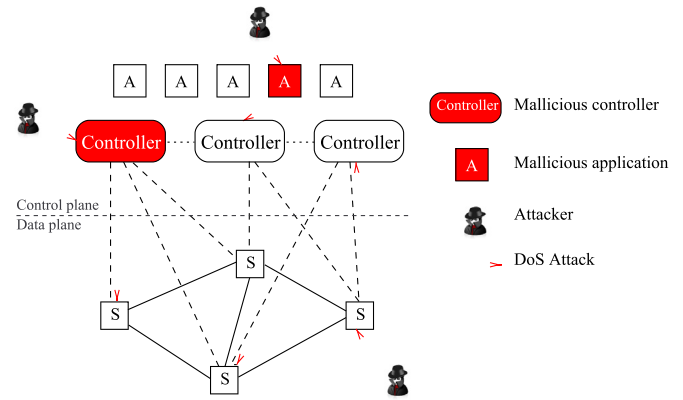 A A A A A
Controller Controller Controller
Control plane
Data plane
S
S S
S
Controller Mallicious controller
A Mallicious application
Attacker
DoS Attack